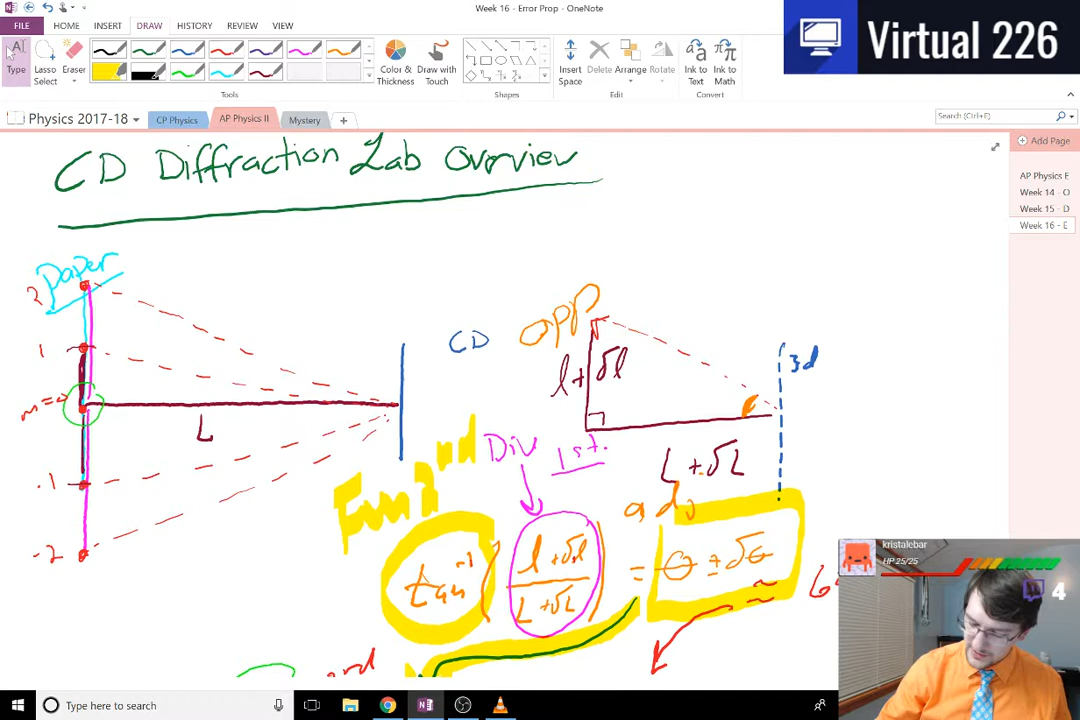 Week 16 - Error Prop - OneNote
FILE HOME INSERT DRAW HISTORY REVIEW VIEW
Virtual 226
Type Lasso Select Eraser Color & Thickness Draw with Touch Insert Space Delete Arrange Rotate Ink to Text Ink to Math
Tools Shapes Edit Convert
Physics 2017-18 CP Physics AP Physics II Mystery Search (Ctrl+E)
Add Page
AP Physics E
Week 14 - O
Week 15 - D
Week 16 - E
CD Diffraction Lab Overview
Paper
2
1
m=0
-1
-2
L
CD
opp
l+δl
L+δL
adj
Div 1st.
Fun 2nd
tan⁻¹ ( l+δl / L+δL ) = θ ± δθ
kristalebar
HP 25/25
4
Type here to search